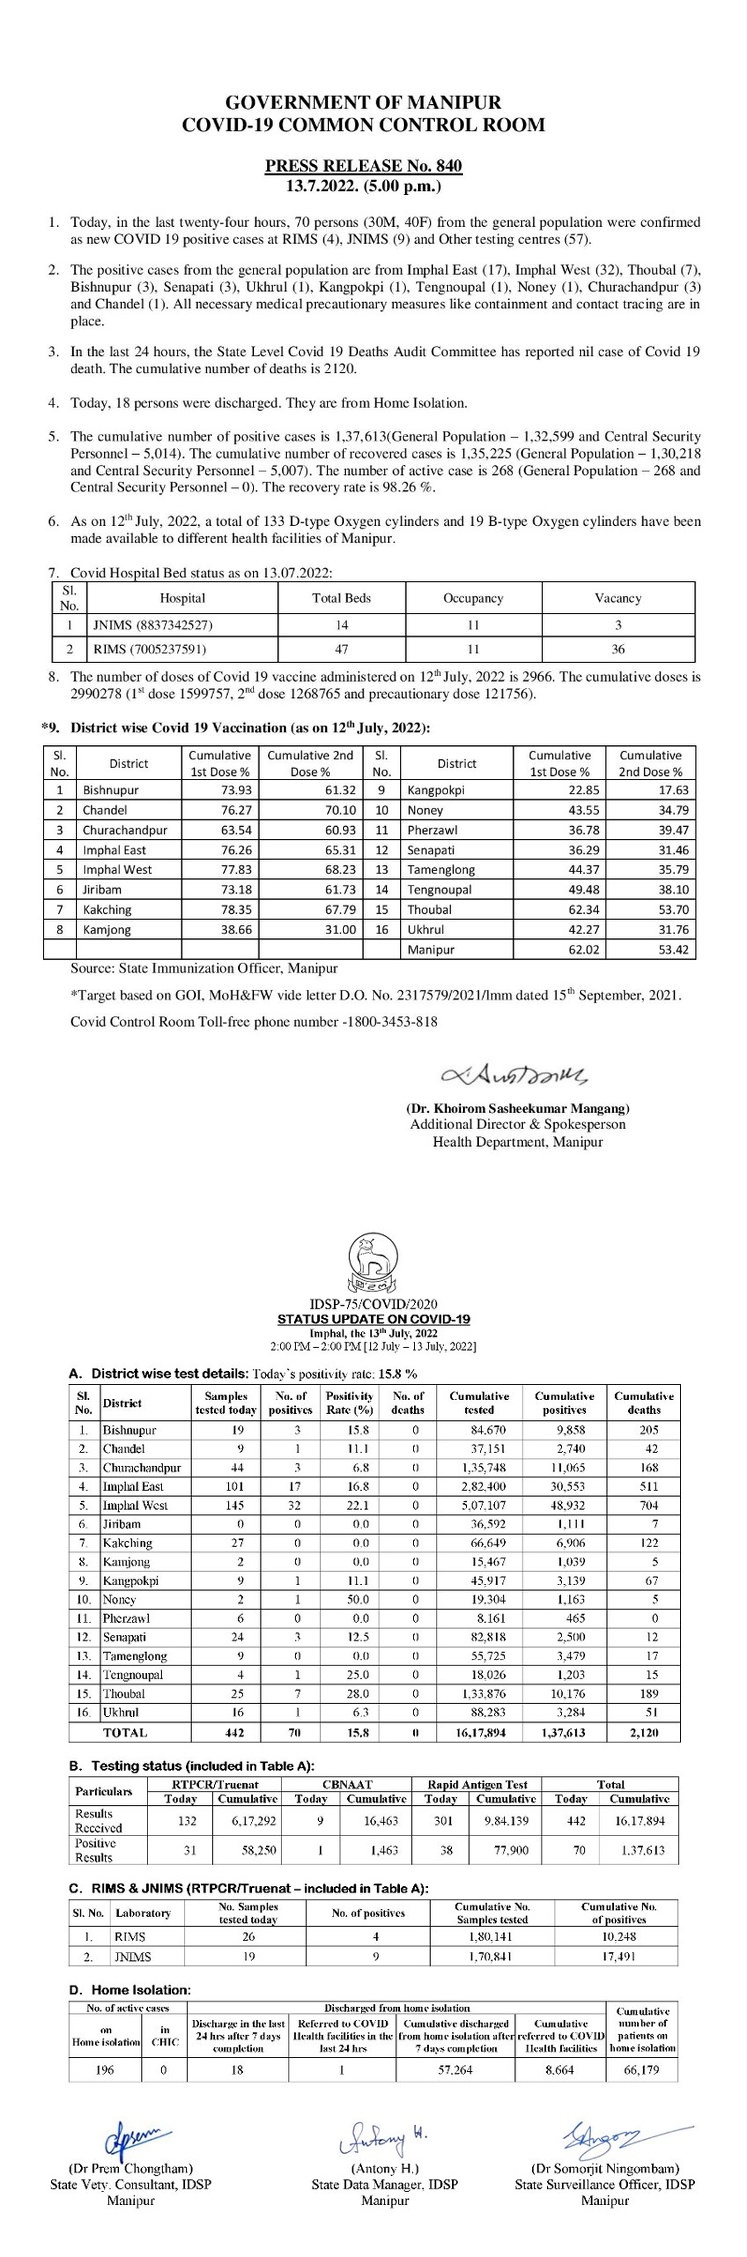 GOVERNMENT OF MANIPUR
COVID-19 COMMON CONTROL ROOM
PRESS RELEASE No. 840
13.7.2022. (5.00 p.m.)
1. Today, in the last twenty-four hours, 70 persons (30M, 40F) from the general population were confirmed
as new COVID 19 positive cases at RIMS (4), JNIMS (9) and Other testing centres (57).
2. The positive cases from the general population are from Imphal East (17), Imphal West (32), Thoubal (7),
Bishnupur (3), Senapati (3), Ukhrul (1), Kangpokpi (1), Tengnoupal (1), Noney (1), Churachandpur (3)
and Chandel (1). All necessary medical precautionary measures like containment and contact tracing are in
place.
3. In the last 24 hours, the State Level Covid 19 Deaths Audit Committee has reported nil case of Covid 19
death. The cumulative number of deaths is 2120.
4. Today, 18 persons were discharged. They are from Home Isolation.
5. The cumulative number of positive cases is 1,37,613(General Population – 1,32,599 and Central Security
Personnel – 5,014). The cumulative number of recovered cases is 1,35,225 (General Population – 1,30,218
and Central Security Personnel – 5,007). The number of active case is 268 (General Population – 268 and
Central Security Personnel – 0). The recovery rate is 98.26 %.
6. As on 12th July, 2022, a total of 133 D-type Oxygen cylinders and 19 B-type Oxygen cylinders have been
made available to different health facilities of Manipur.
7. Covid Hospital Bed status as on 13.07.2022:
Sl. No. Hospital Total Beds Occupancy Vacancy
1 JNIMS (8837342527) 14 11 3
2 RIMS (7005237591) 47 11 36
8. The number of doses of Covid 19 vaccine administered on 12th July, 2022 is 2966. The cumulative doses is
2990278 (1st dose 1599757, 2nd dose 1268765 and precautionary dose 121756).
*9. District wise Covid 19 Vaccination (as on 12th July, 2022):
Sl. No. District Cumulative 1st Dose % Cumulative 2nd Dose % Sl. No. District Cumulative 1st Dose % Cumulative 2nd Dose %
1 Bishnupur 73.93 61.32 9 Kangpokpi 22.85 17.63
2 Chandel 76.27 70.10 10 Noney 43.55 34.79
3 Churachandpur 63.54 60.93 11 Pherzawl 36.78 39.47
4 Imphal East 76.26 65.31 12 Senapati 36.29 31.46
5 Imphal West 77.83 68.23 13 Tamenglong 44.37 35.79
6 Jiribam 73.18 61.73 14 Tengnoupal 49.48 38.10
7 Kakching 78.35 67.79 15 Thoubal 62.34 53.70
8 Kamjong 38.66 31.00 16 Ukhrul 42.27 31.76
Manipur 62.02 53.42
Source: State Immunization Officer, Manipur
*Target based on GOI, MoH&FW vide letter D.O. No. 2317579/2021/Imm dated 15th September, 2021.
Covid Control Room Toll-free phone number -1800-3453-818
(Dr. Khoirom Sasheekumar Mangang)
Additional Director & Spokesperson
Health Department, Manipur
IDSP-75/COVID/2020
STATUS UPDATE ON COVID-19
Imphal, the 13th July, 2022
2:00 PM – 2:00 PM [12 July – 13 July, 2022]
A. District wise test details: Today's positivity rate: 15.8 %
Sl. No. District Samples tested today No. of positives Positivity Rate (%) No. of deaths Cumulative tested Cumulative positives Cumulative deaths
1. Bishnupur 19 3 15.8 0 84,670 9,858 205
2. Chandel 9 1 11.1 0 37,151 2,740 42
3. Churachandpur 44 3 6.8 0 1,35,748 11,065 168
4. Imphal East 101 17 16.8 0 2,82,400 30,553 511
5. Imphal West 145 32 22.1 0 5,07,107 48,932 704
6. Jiribam 0 0 0.0 0 36,592 1,111 7
7. Kakching 27 0 0.0 0 66,649 6,906 122
8. Kamjong 2 0 0.0 0 15,467 1,039 5
9. Kangpokpi 9 1 11.1 0 45,917 3,139 67
10. Noney 2 1 50.0 0 19,304 1,163 5
11. Pherzawl 6 0 0.0 0 8,161 465 0
12. Senapati 24 3 12.5 0 82,818 2,500 12
13. Tamenglong 9 0 0.0 0 55,725 3,479 17
14. Tengnoupal 4 1 25.0 0 18,026 1,203 15
15. Thoubal 25 7 28.0 0 1,33,876 10,176 189
16. Ukhrul 16 1 6.3 0 88,283 3,284 51
TOTAL 442 70 15.8 0 16,17,894 1,37,613 2,120
B. Testing status (included in Table A):
Particulars RTPCR/Truenat CBNAAT Rapid Antigen Test Total
Today Cumulative Today Cumulative Today Cumulative Today Cumulative
Results Received 132 6,17,292 9 16,463 301 9,84,139 442 16,17,894
Positive Results 31 58,250 1 1,463 38 77,900 70 1,37,613
C. RIMS & JNIMS (RTPCR/Truenat – included in Table A):
Sl. No. Laboratory No. Samples tested today No. of positives Cumulative No. Samples tested Cumulative No. of positives
1. RIMS 26 4 1,80,141 10,248
2. JNIMS 19 9 1,70,841 17,491
D. Home Isolation:
No. of active cases Discharged from home isolation Cumulative number of patients on home isolation
on Home isolation in CHIC Discharge in the last 24 hrs after 7 days completion Referred to COVID Health facilities in the last 24 hrs Cumulative discharged from home isolation after 7 days completion Cumulative referred to COVID Health facilities
196 0 18 1 57,264 8,664 66,179
Antony H.
(Dr Prem Chongtham) (Antony H.) (Dr Somorjit Ningombam)
State Vety. Consultant, IDSP State Data Manager, IDSP State Surveillance Officer, IDSP
Manipur Manipur Manipur